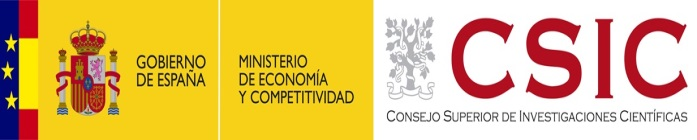 GOBIERNO
DE ESPAÑA
MINISTERIO
DE ECONOMÍA
Y COMPETITIVIDAD
CSIC
CONSEJO SUPERIOR DE INVESTIGACIONES CIENTÍFICAS